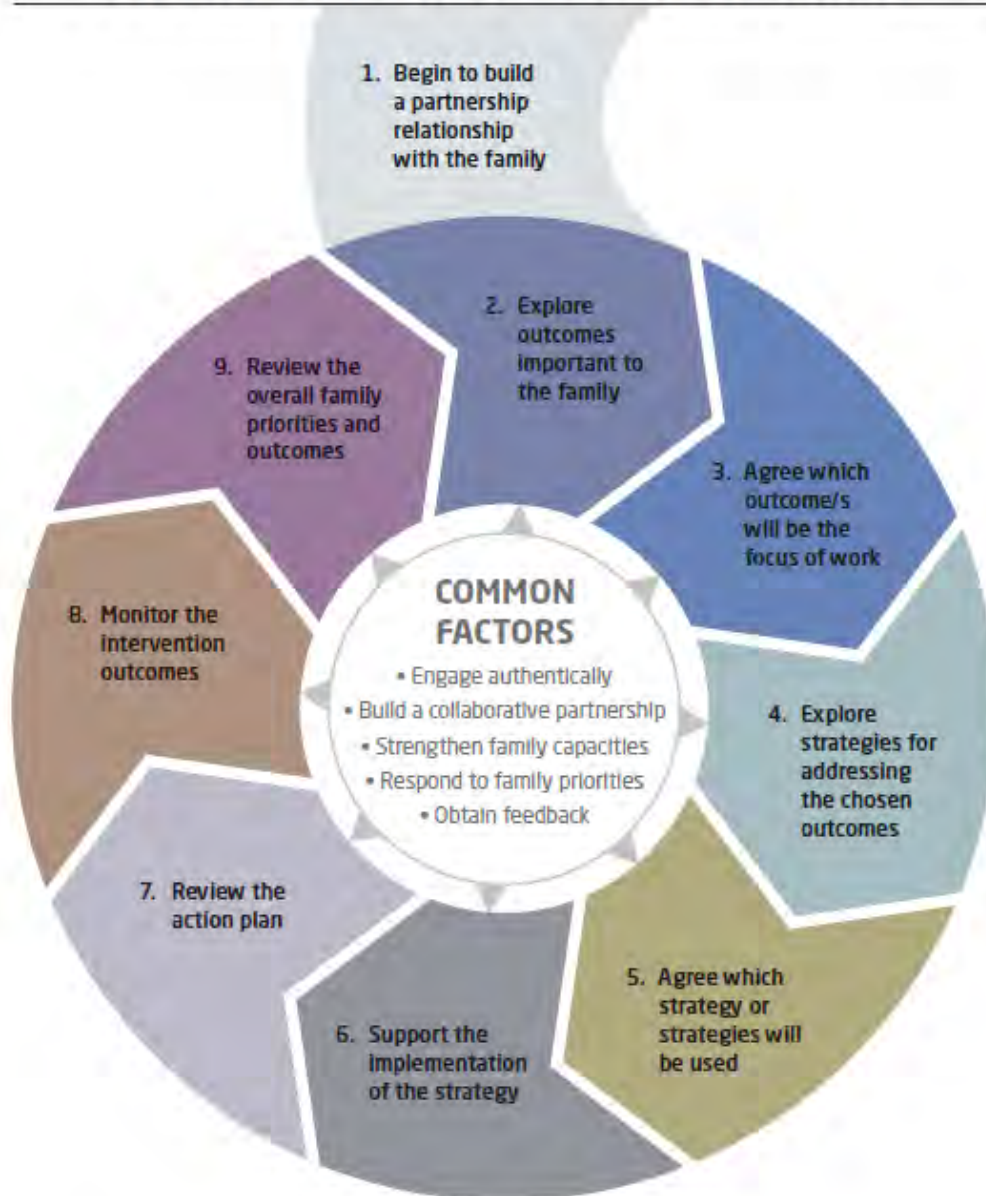 1. Begin to build
a partnership
relationship
with the family
2. Explore
outcomes
important to
the family
3. Agree which
outcome/s
will be the
focus of work
4. Explore
strategies for
addressing
the chosen
outcomes
5. Agree which
strategy or
strategies will
be used
6. Support the
implementation
of the strategy
7. Review the
action plan
8. Monitor the
intervention
outcomes
9. Review the
overall family
priorities and
outcomes
COMMON
FACTORS
• Engage authentically
• Build a collaborative partnership
• Strengthen family capacities
• Respond to family priorities
• Obtain feedback